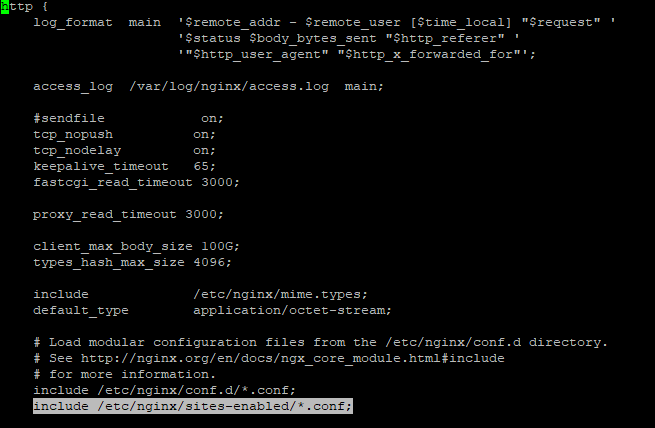 http {
    log_format  main  '$remote_addr - $remote_user [$time_local] "$request" '
                      '$status $body_bytes_sent "$http_referer" '
                      '"$http_user_agent" "$http_x_forwarded_for"';
    access_log  /var/log/nginx/access.log  main;
    #sendfile            on;
    tcp_nopush          on;
    tcp_nodelay         on;
    keepalive_timeout   65;
    fastcgi_read_timeout 3000;
    proxy_read_timeout 3000;
    client_max_body_size 100G;
    types_hash_max_size 4096;
    include             /etc/nginx/mime.types;
    default_type        application/octet-stream;
    # Load modular configuration files from the /etc/nginx/conf.d directory.
    # See http://nginx.org/en/docs/ngx_core_module.html#include
    # for more information.
    include /etc/nginx/conf.d/*.conf;
    include /etc/nginx/sites-enabled/*.conf;